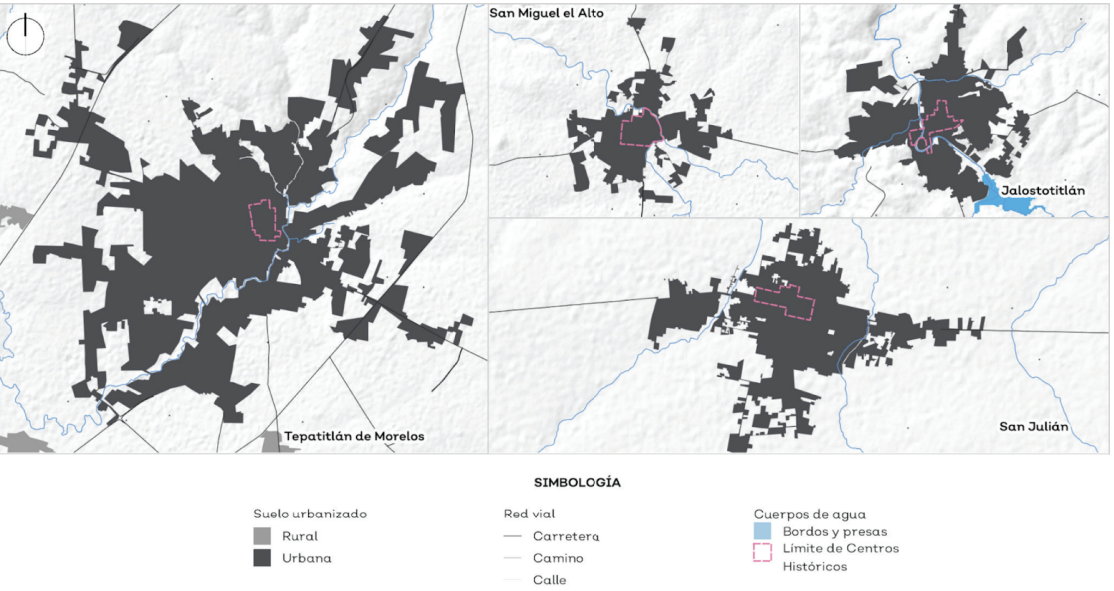 San Miguel el Alto
Jalostotitlán
Tepatitlán de Morelos
San Julián
SIMBOLOGÍA
Suelo urbanizado
Rural
Urbana
Red vial
Carretera
Camino
Calle
Cuerpos de agua
Bordos y presas
Límite de Centros
Históricos